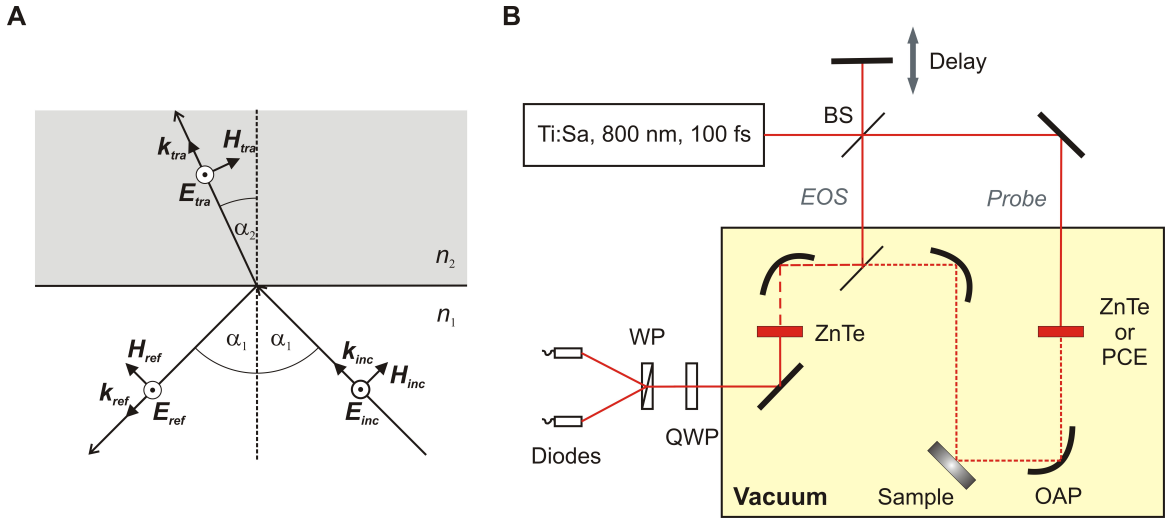 A
k_tra
H_tra
E_tra
α₂
n₂
n₁
α₁
α₁
H_ref
k_ref
E_ref
k_inc
H_inc
E_inc
B
Delay
BS
Ti:Sa, 800 nm, 100 fs
EOS
Probe
ZnTe
ZnTe
or
PCE
WP
QWP
Diodes
Vacuum
Sample
OAP